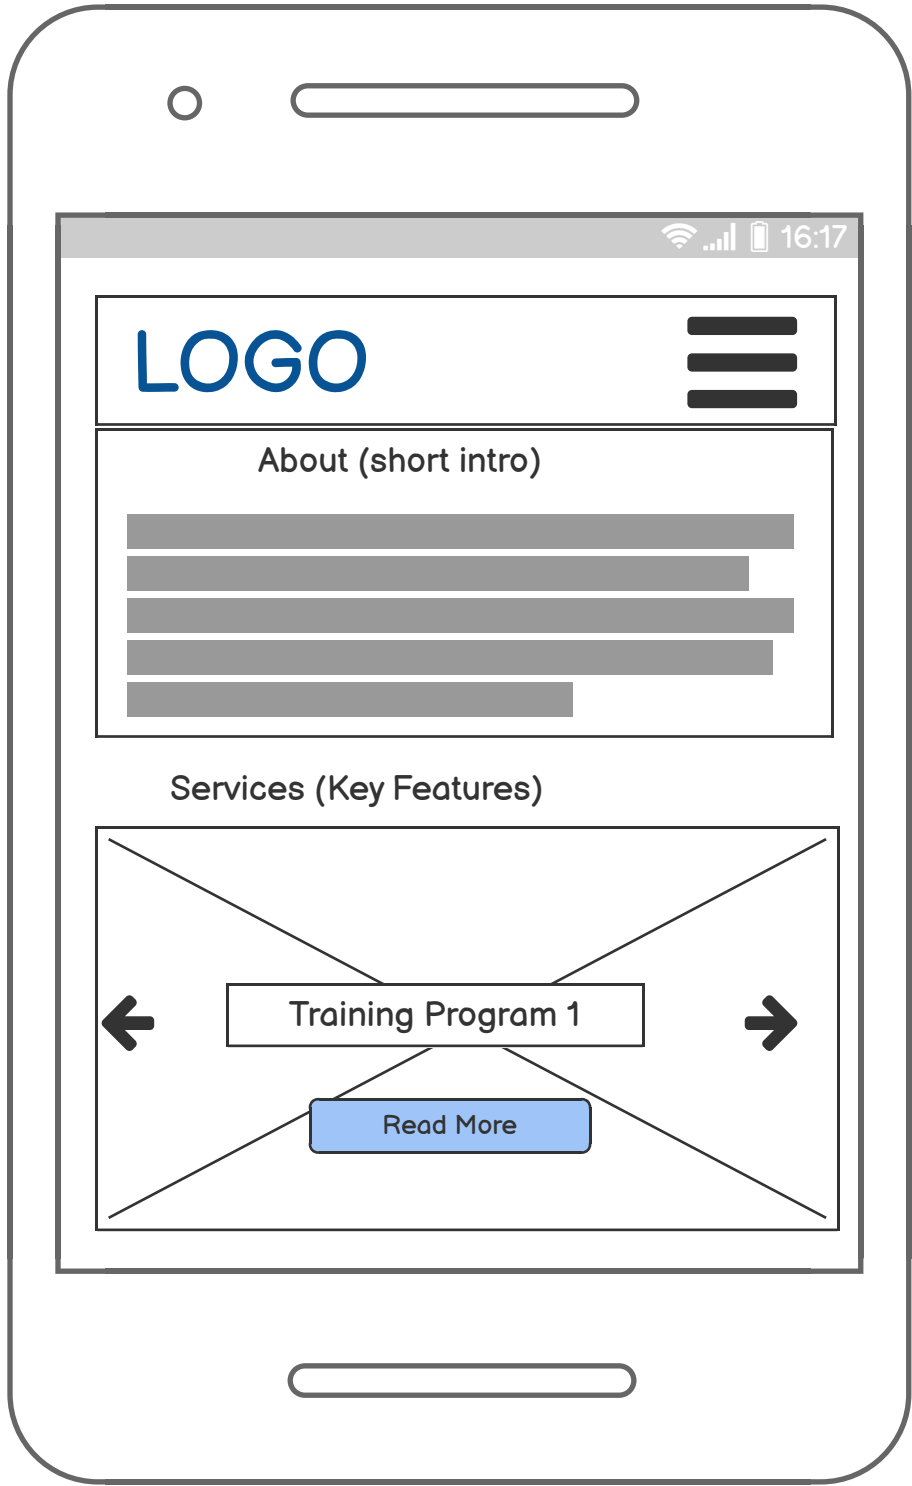 16:17
LOGO
About (short intro)
Services (Key Features)
Training Program 1
Read More